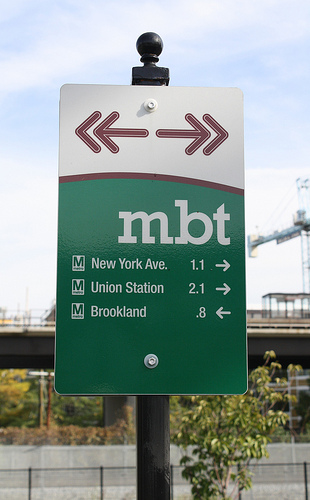 mbt
M New York Ave. 1.1 →
M Union Station 2.1 →
M Brookland .8 ←